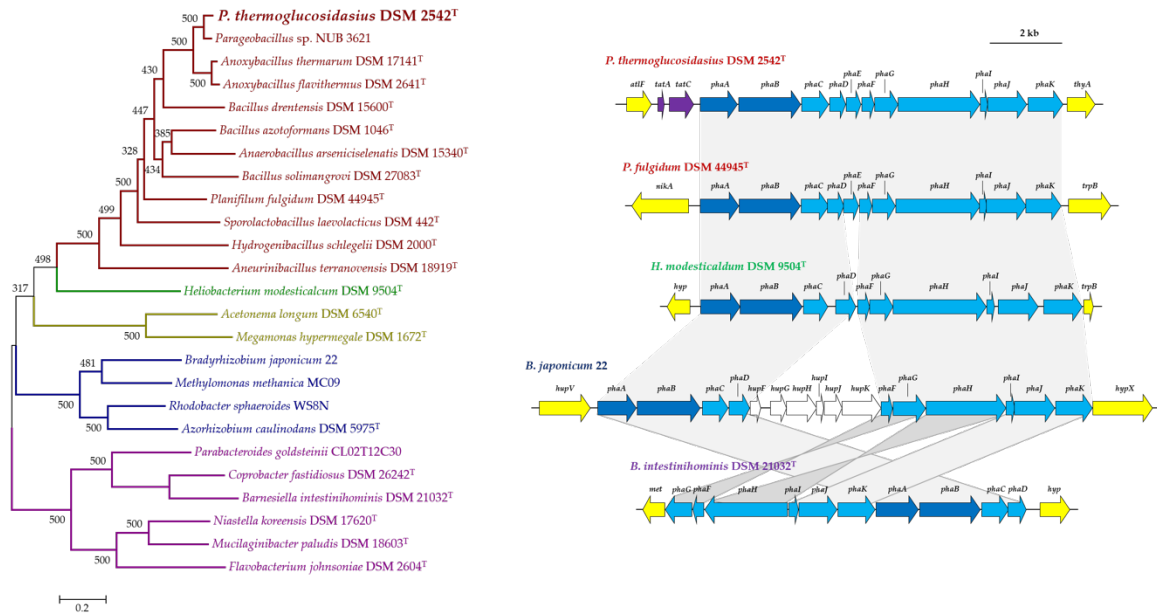 P. thermoglucosidasius DSM 2542T
Parageobacillus sp. NUB 3621
Anoxybacillus thermarum DSM 17141T
Anoxybacillus flavithermus DSM 2641T
Bacillus drentensis DSM 15600T
Bacillus azotoformans DSM 1046T
Anaerobacillus arseniciselenatis DSM 15340T
Bacillus solimangrovi DSM 27083T
Planifilum fulgidum DSM 44945T
Sporolactobacillus laevolacticus DSM 442T
Hydrogenibacillus schlegelii DSM 2000T
Aneurinibacillus terranovensis DSM 18919T
Heliobacterium modesticalcum DSM 9504T
Acetonema longum DSM 6540T
Megamonas hypermegale DSM 1672T
Bradyrhizobium japonicum 22
Methylomonas methanica MC09
Rhodobacter sphaeroides WS8N
Azorhizobium caulinodans DSM 5975T
Parabacteroides goldsteinii CL02T12C30
Coprobacter fastidiosus DSM 26242T
Barnesiella intestinihominis DSM 21032T
Niastella koreensis DSM 17620T
Mucilaginibacter paludis DSM 18603T
Flavobacterium johnsoniae DSM 2604T
500
500
500
430
447
385
434
328
500
499
500
498
317
500
481
500
500
500
500
500
500
500
0.2
2 kb
P. thermoglucosidasius DSM 2542T
atlF tatA tatC phaA phaB phaC phaD phaE phaF phaG phaH phaI phaJ phaK thyA
P. fulgidum DSM 44945T
nikA phaA phaB phaC phaD phaE phaF phaG phaH phaI phaJ phaK trpB
H. modesticaldum DSM 9504T
hyp phaA phaB phaC phaD phaF phaG phaH phaI phaJ phaK trpB
B. japonicum 22
hupV phaA phaB phaC phaD hupF hupG hupH hupI hupJ hupK phaF phaG phaH phaI phaJ phaK hypX
B. intestinihominis DSM 21032T
met phaG phaF phaH phaI phaJ phaK phaA phaB phaC phaD hyp